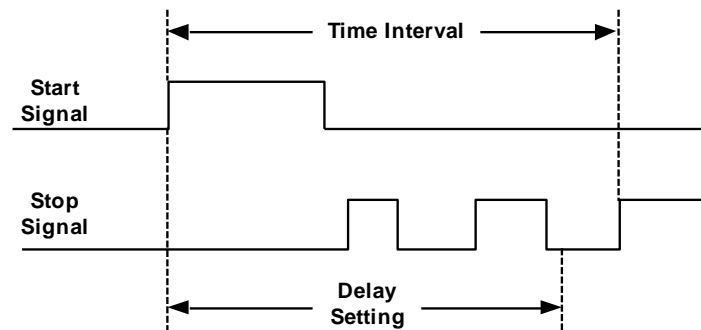 Time Interval
Start
Signal
Stop
Signal
Delay
Setting